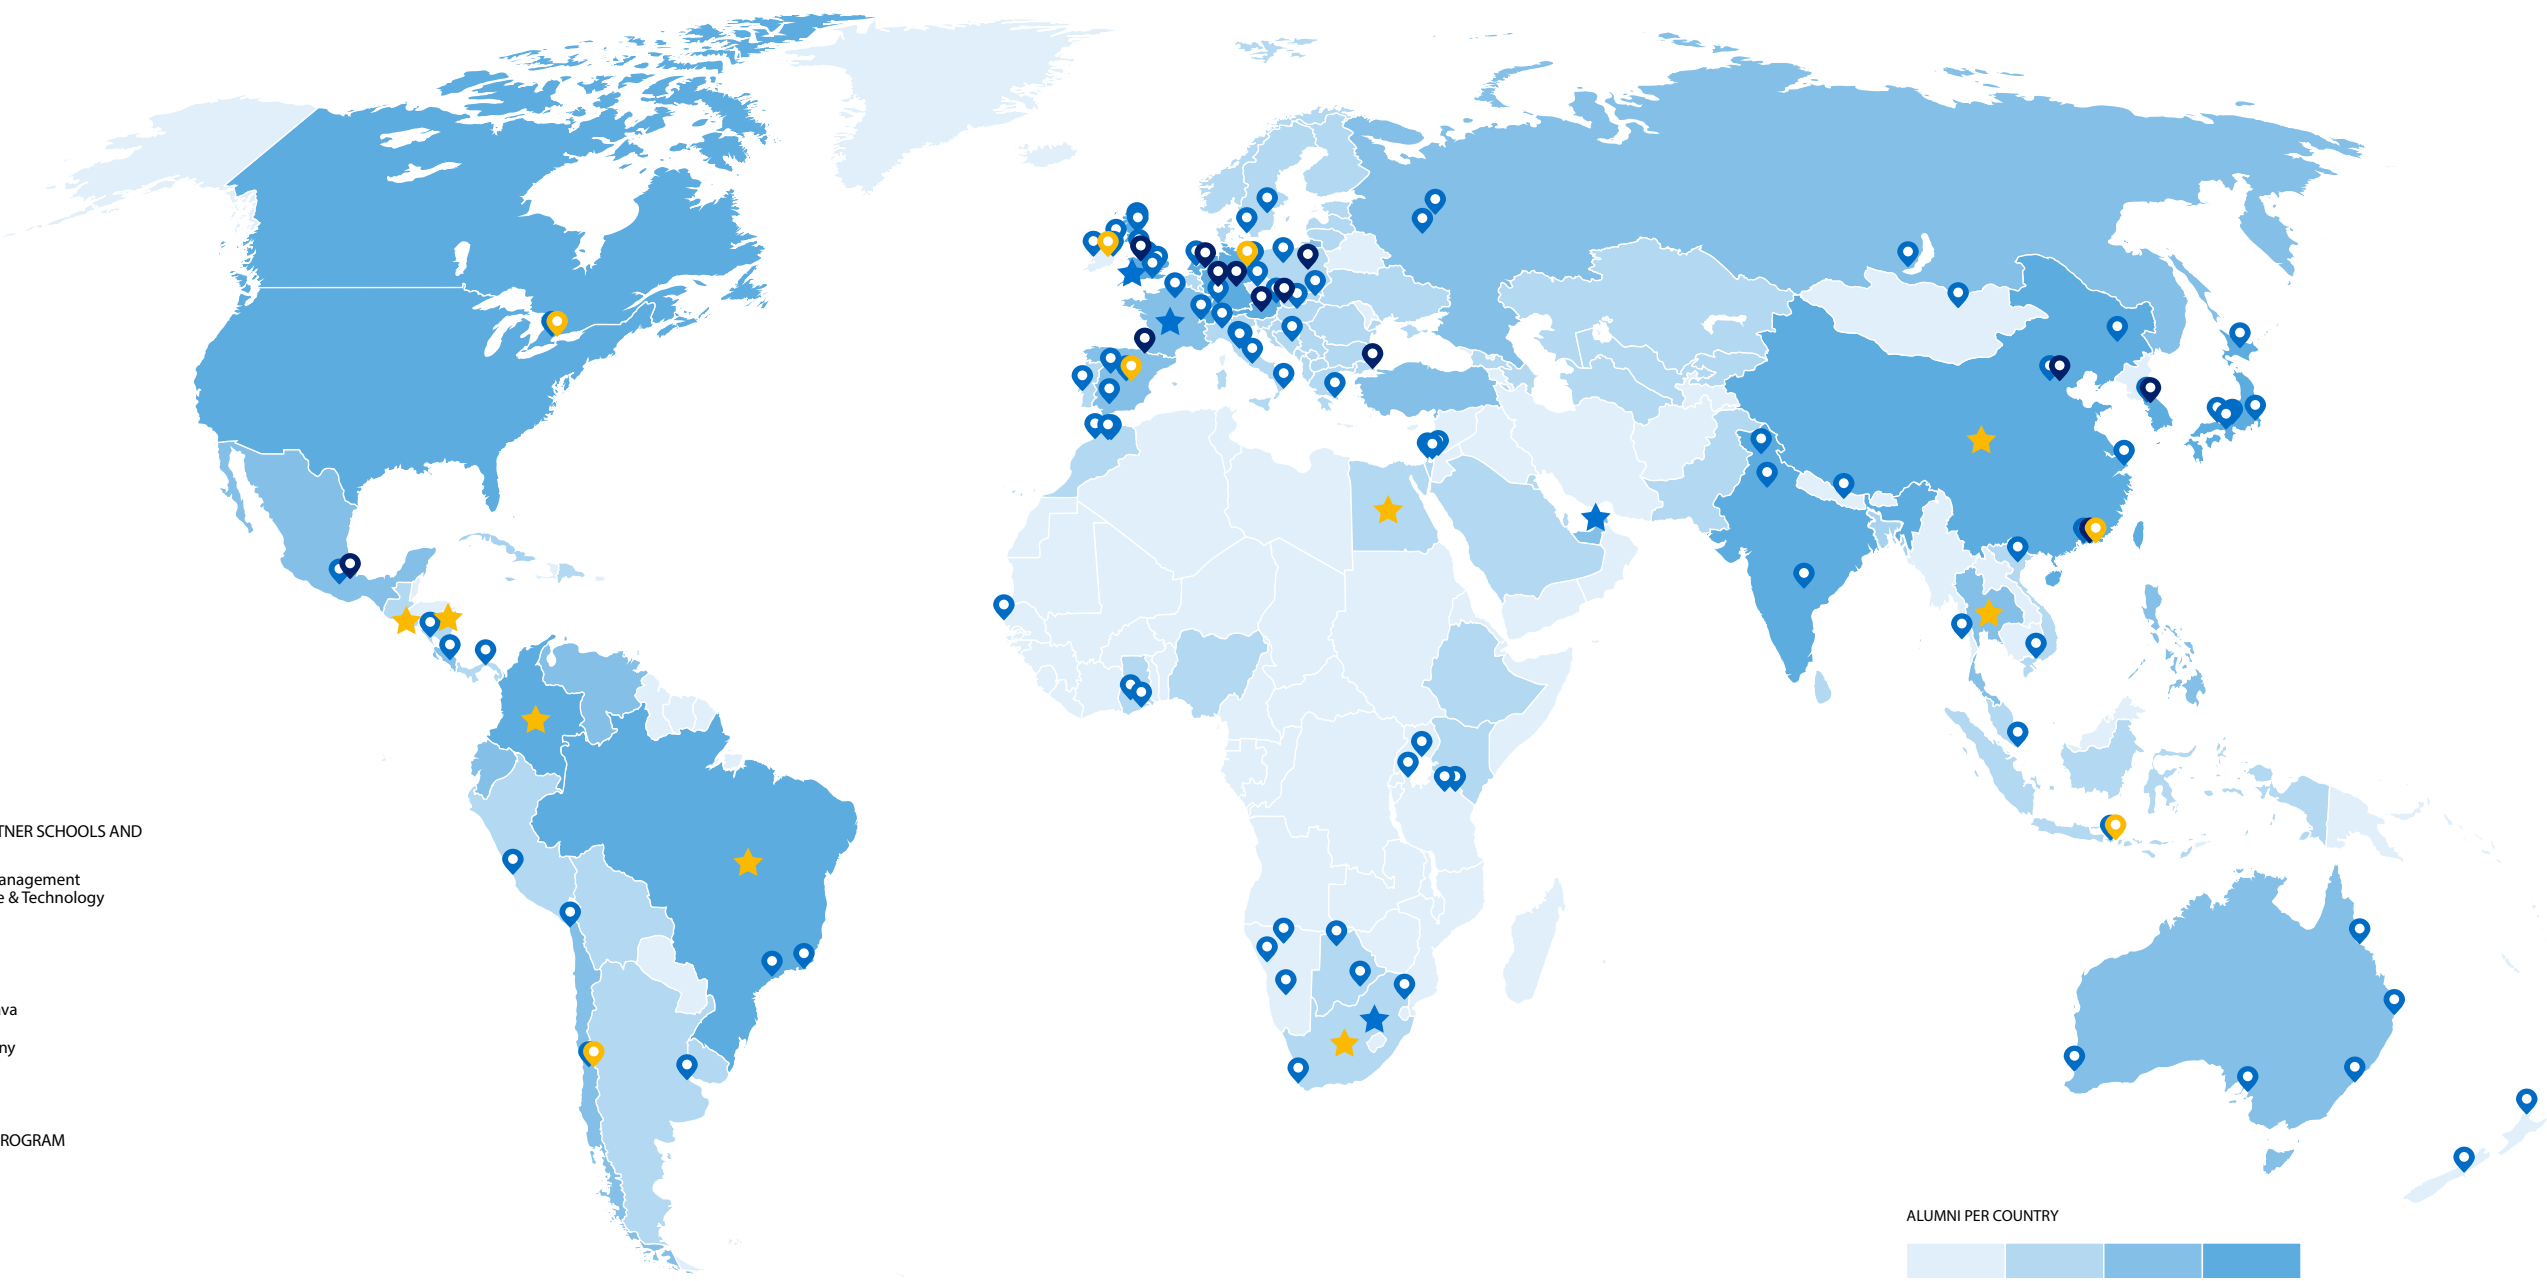 TNER SCHOOLS AND
anagement
e & Technology
va
ny
ROGRAM
ALUMNI PER COUNTRY